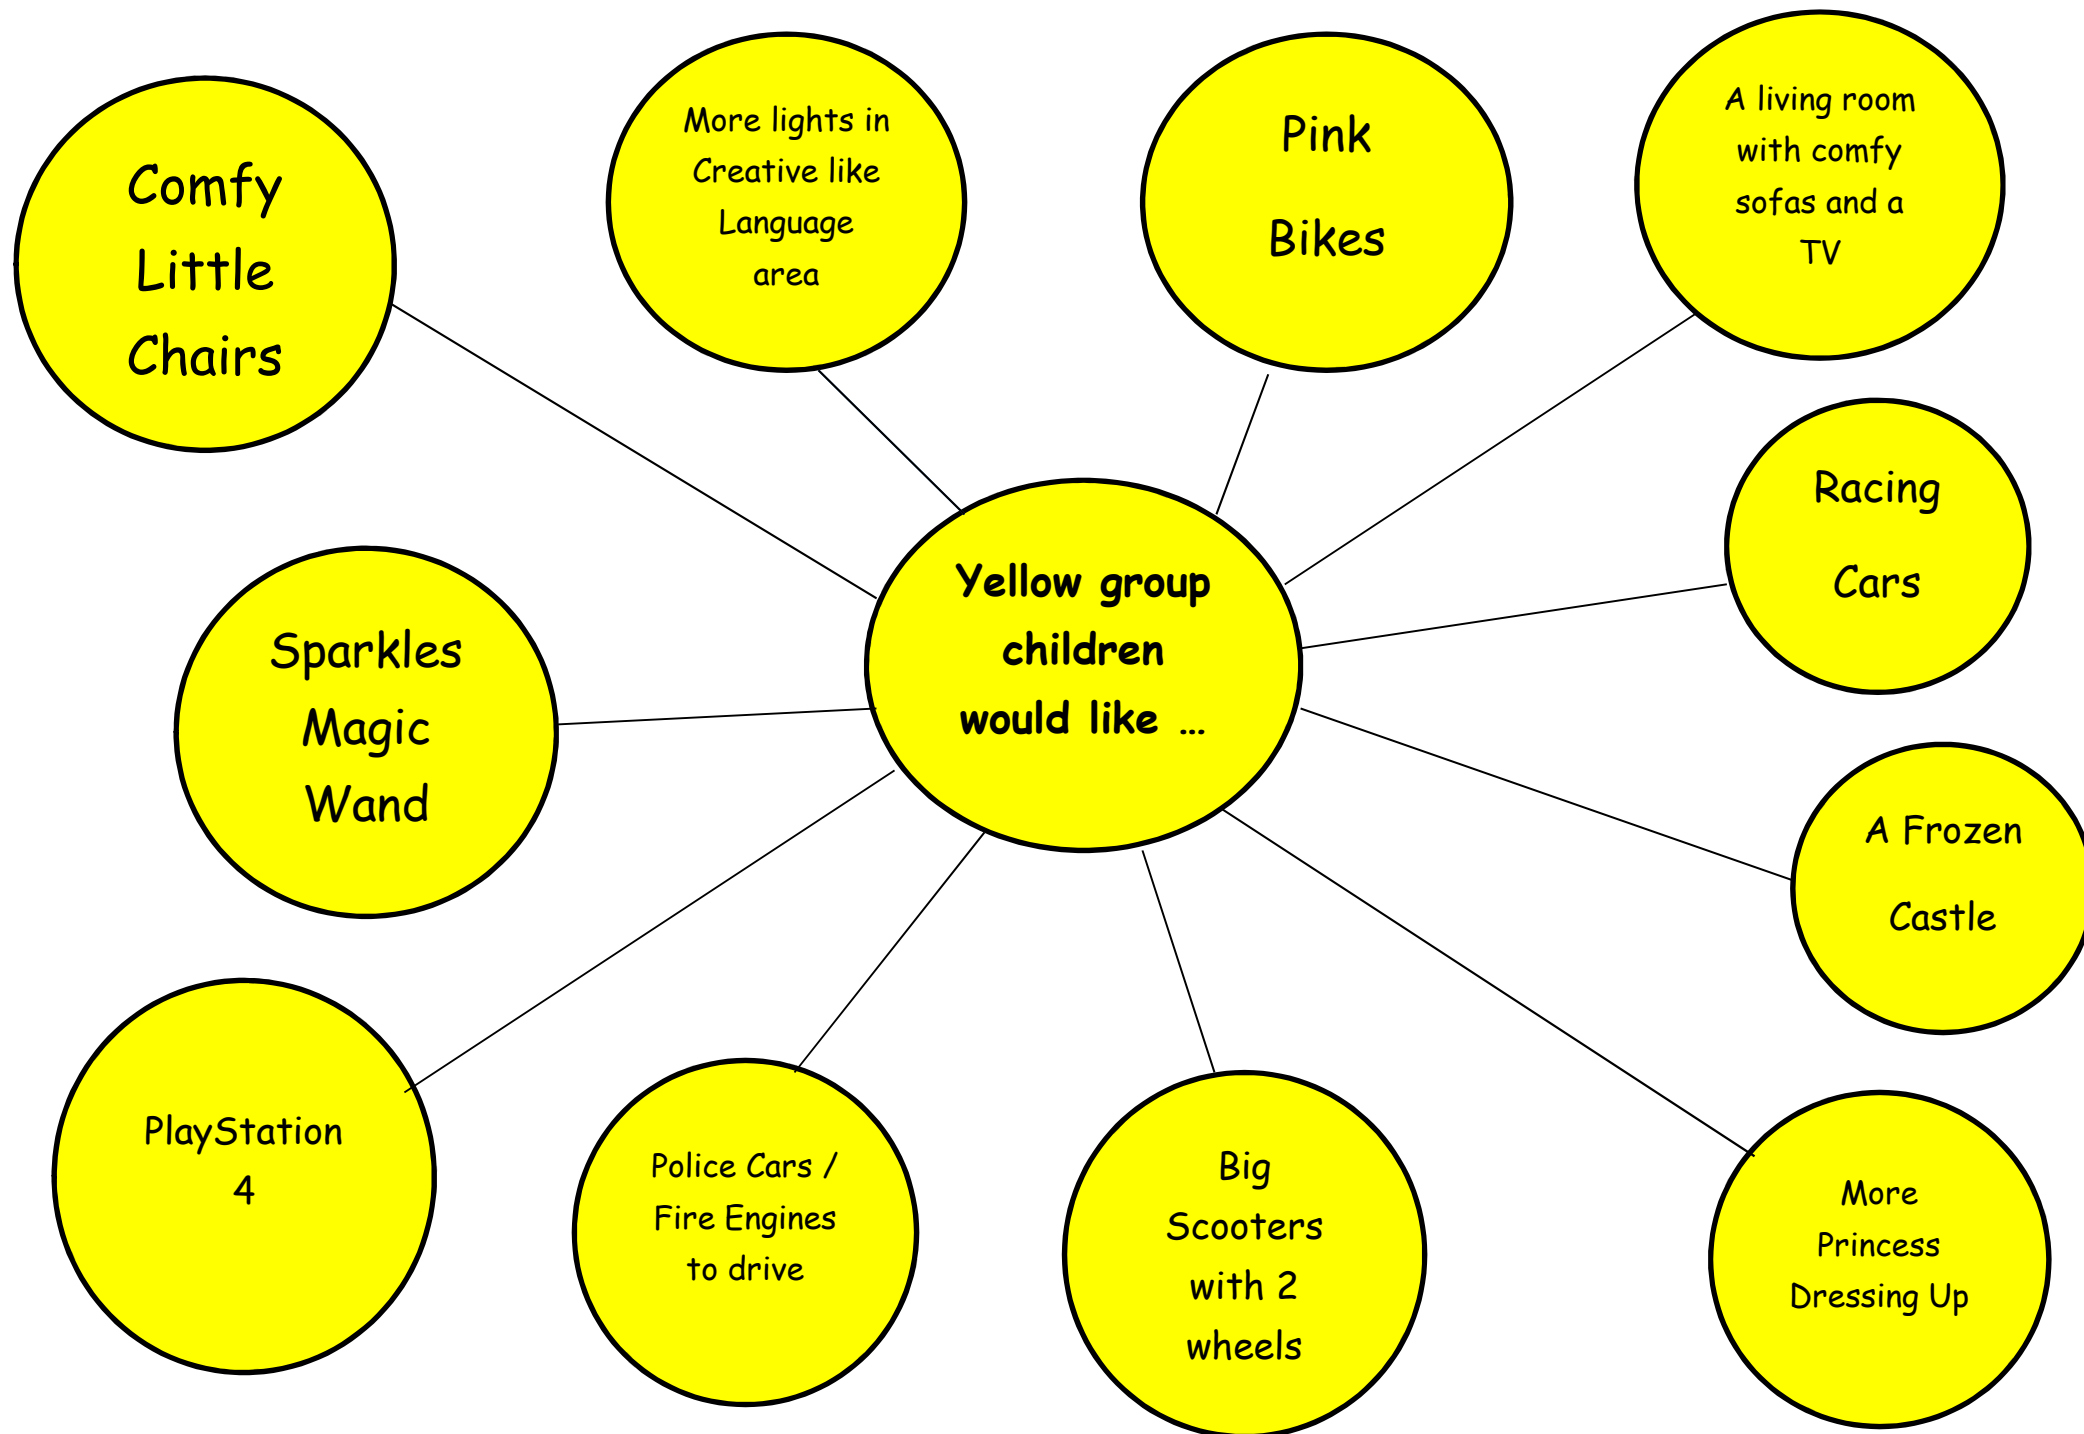 Comfy
Little
Chairs
More lights in
Creative like
Language
area
Pink
Bikes
A living room
with comfy
sofas and a
TV
Racing
Cars
Yellow group
children
would like …
Sparkles
Magic
Wand
A Frozen
Castle
PlayStation
4
Police Cars /
Fire Engines
to drive
Big
Scooters
with 2
wheels
More
Princess
Dressing Up